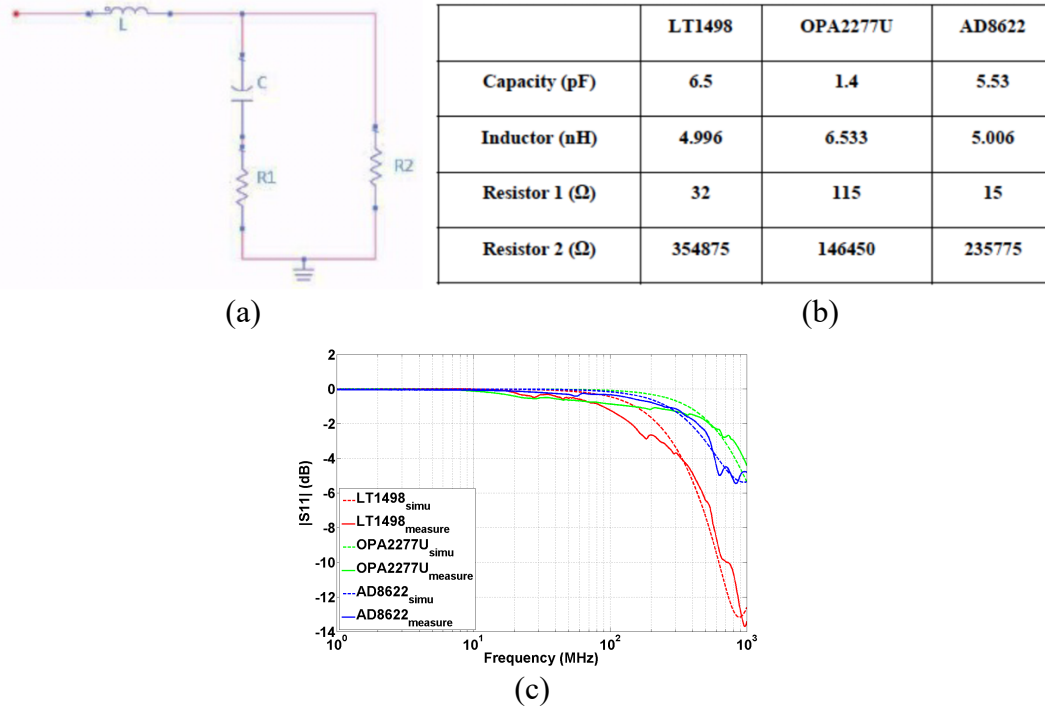 L
C
R1
R2
LT1498 OPA2277U AD8622
Capacity (pF) 6.5 1.4 5.53
Inductor (nH) 4.996 6.533 5.006
Resistor 1 (Ω) 32 115 15
Resistor 2 (Ω) 354875 146450 235775
(a)
(b)
2
0
-2
-4
-6
-8
-10
-12
-14
|S11| (dB)
LT1498simu
LT1498measure
OPA2277Usimu
OPA2277Umeasure
AD8622simu
AD8622measure
10^0 10^1 10^2 10^3
Frequency (MHz)
(c)